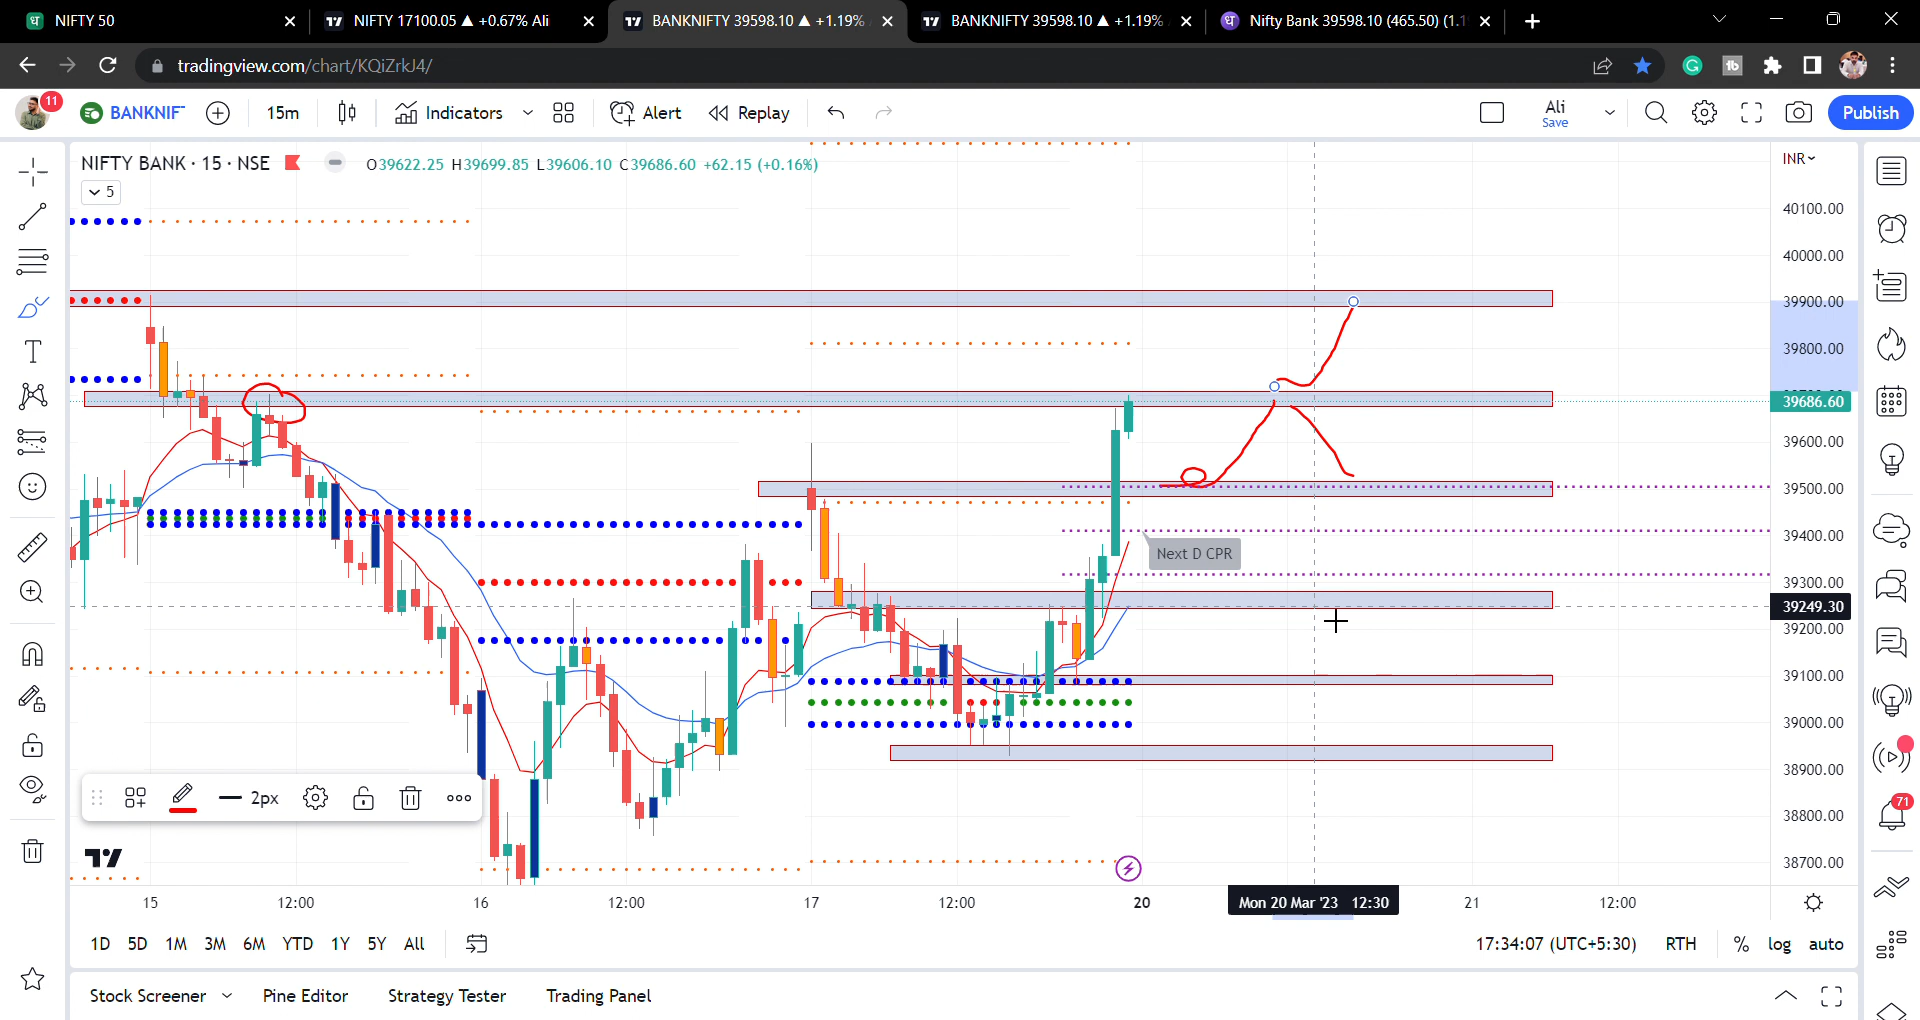 NIFTY 50
NIFTY 17100.05 ▲ +0.67% Ali
BANKNIFTY 39598.10 ▲ +1.19%
BANKNIFTY 39598.10 ▲ +1.19%
Nifty Bank 39598.10 (465.50) (1.1
tradingview.com/chart/KQiZrkJ4/
11
BANKNIF
15m
Indicators
Alert
Replay
Ali
Save
Publish
NIFTY BANK · 15 · NSE
O39622.25 H39699.85 L39606.10 C39686.60 +62.15 (+0.16%)
INR
5
40100.00
40000.00
39900.00
39800.00
39686.60
39600.00
39500.00
39400.00
Next D CPR
39300.00
39249.30
39200.00
39100.00
39000.00
38900.00
38800.00
38700.00
71
2px
15 12:00 16 12:00 17 12:00 20 Mon 20 Mar '23 12:30 21 12:00
1D 5D 1M 3M 6M YTD 1Y 5Y All
17:34:07 (UTC+5:30) RTH % log auto
Stock Screener Pine Editor Strategy Tester Trading Panel